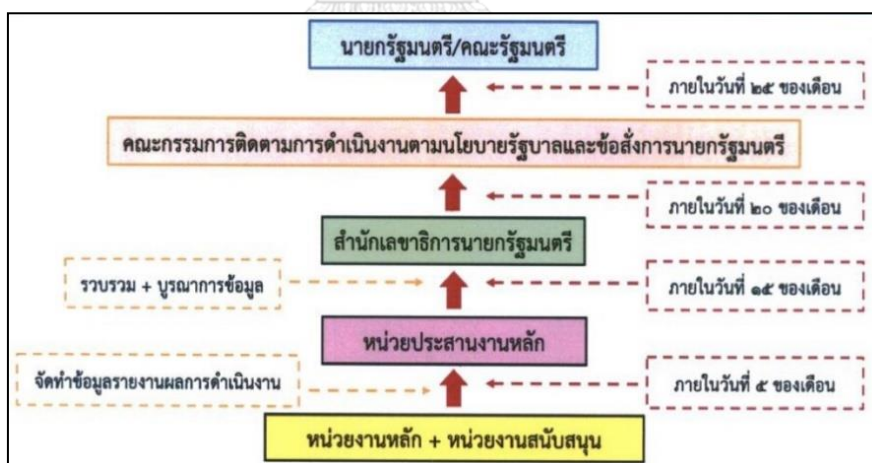 นายกรัฐมนตรี/คณะรัฐมนตรี
ภายในวันที่ ๒๕ ของเดือน
คณะกรรมการติดตามการดำเนินงานตามนโยบายรัฐบาลและข้อสั่งการนายกรัฐมนตรี
ภายในวันที่ ๒๐ ของเดือน
สำนักเลขาธิการนายกรัฐมนตรี
รวบรวม + บูรณาการข้อมูล
ภายในวันที่ ๑๕ ของเดือน
หน่วยประสานงานหลัก
จัดทำข้อมูลรายงานผลการดำเนินงาน
ภายในวันที่ ๕ ของเดือน
หน่วยงานหลัก + หน่วยงานสนับสนุน